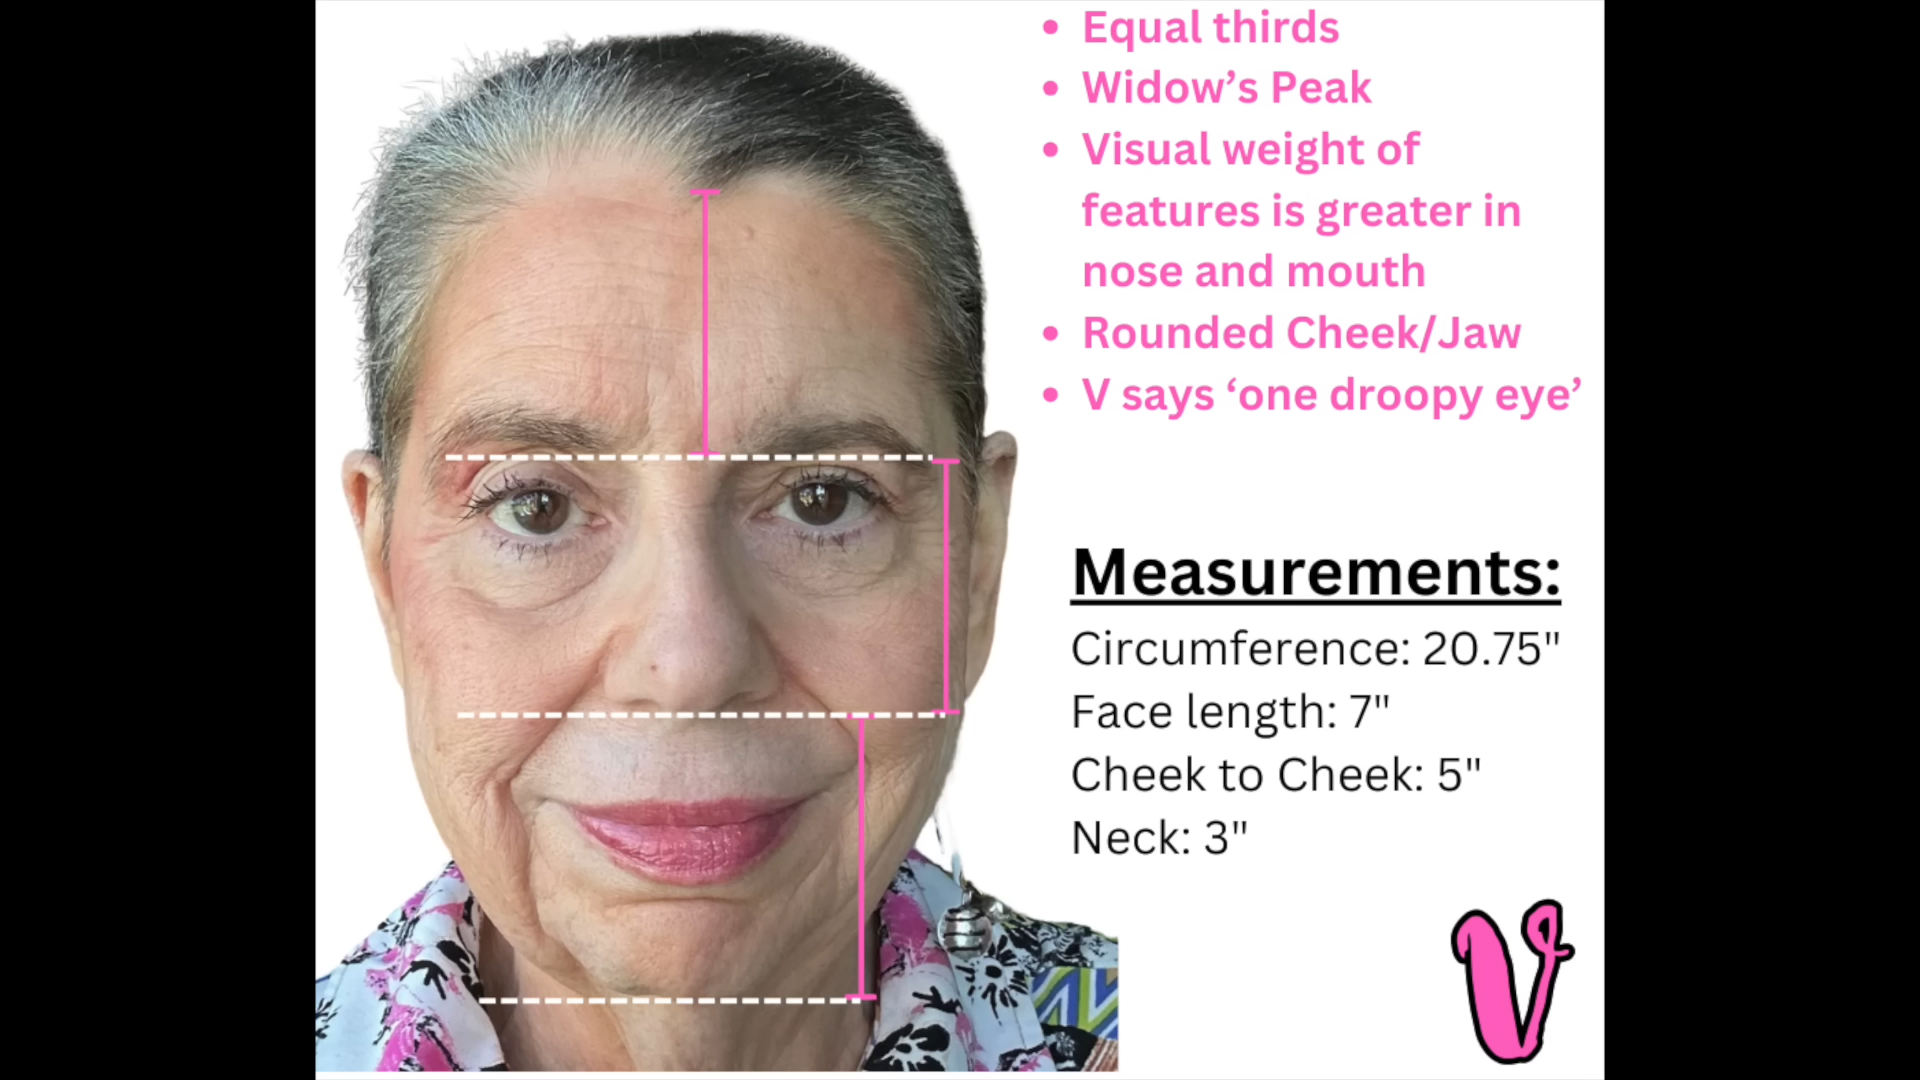 Equal thirds
Widow’s Peak
Visual weight of
features is greater in
nose and mouth
Rounded Cheek/Jaw
V says ‘one droopy eye’
Measurements:
Circumference: 20.75"
Face length: 7"
Cheek to Cheek: 5"
Neck: 3"
V